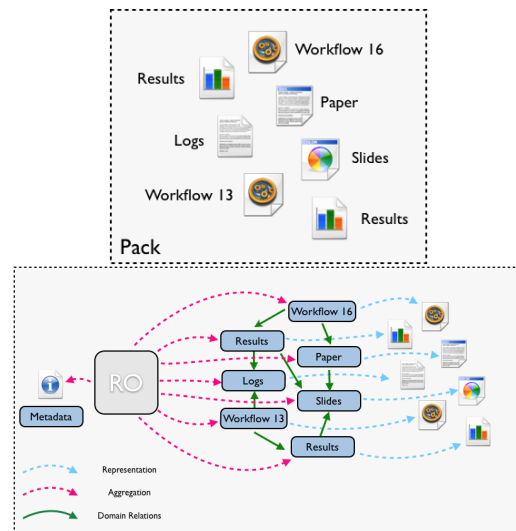 Workflow 16
Results
Paper
Logs
Slides
Workflow 13
Results
Pack
Workflow 16
Results
Paper
RO
Logs
Metadata
Workflow 13
Slides
Results
Representation
Aggregation
Domain Relations